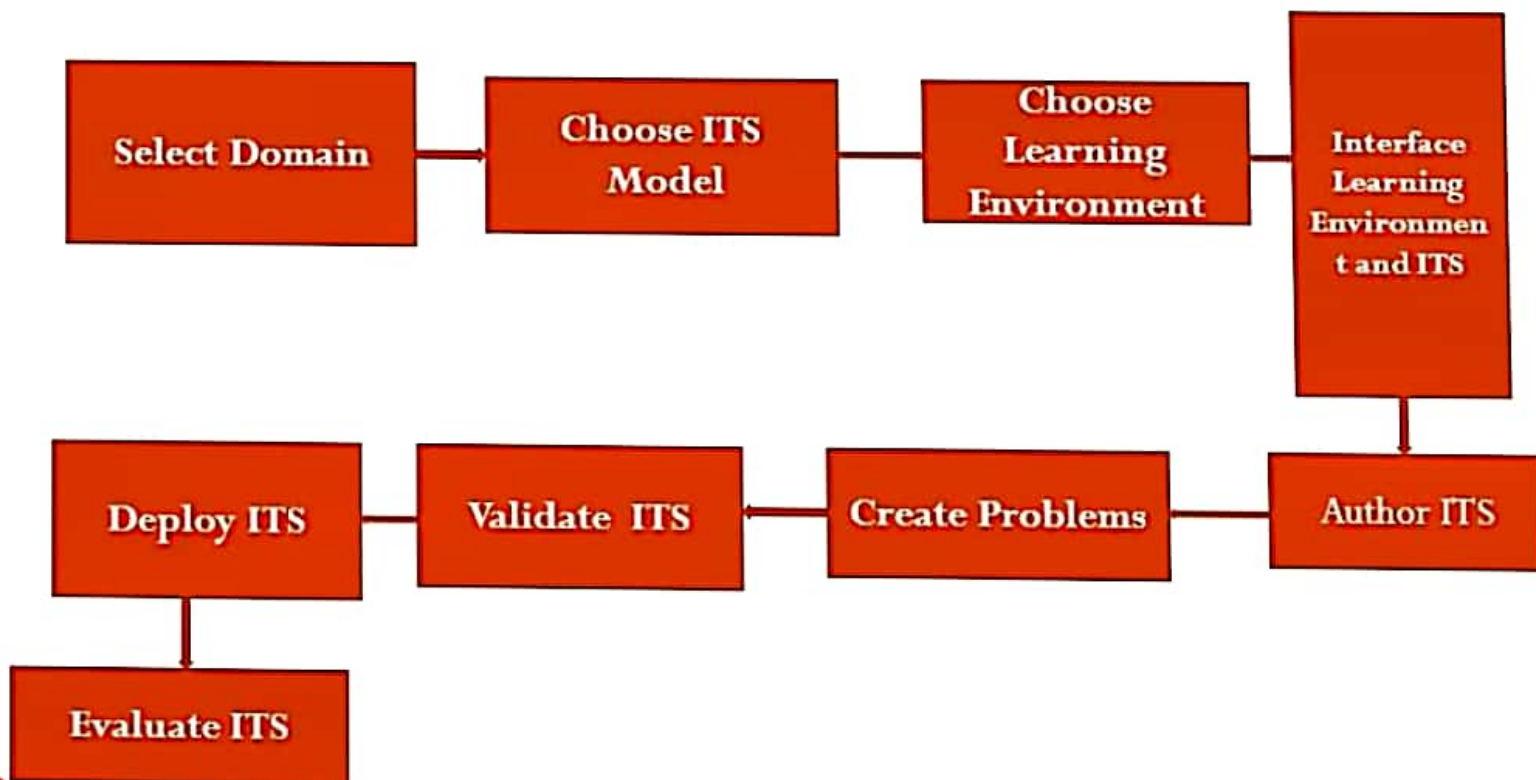 Select Domain
Choose ITS
Model
Choose
Learning
Environment
Interface
Learning
Environmen
t and ITS
Author ITS
Create Problems
Validate ITS
Deploy ITS
Evaluate ITS